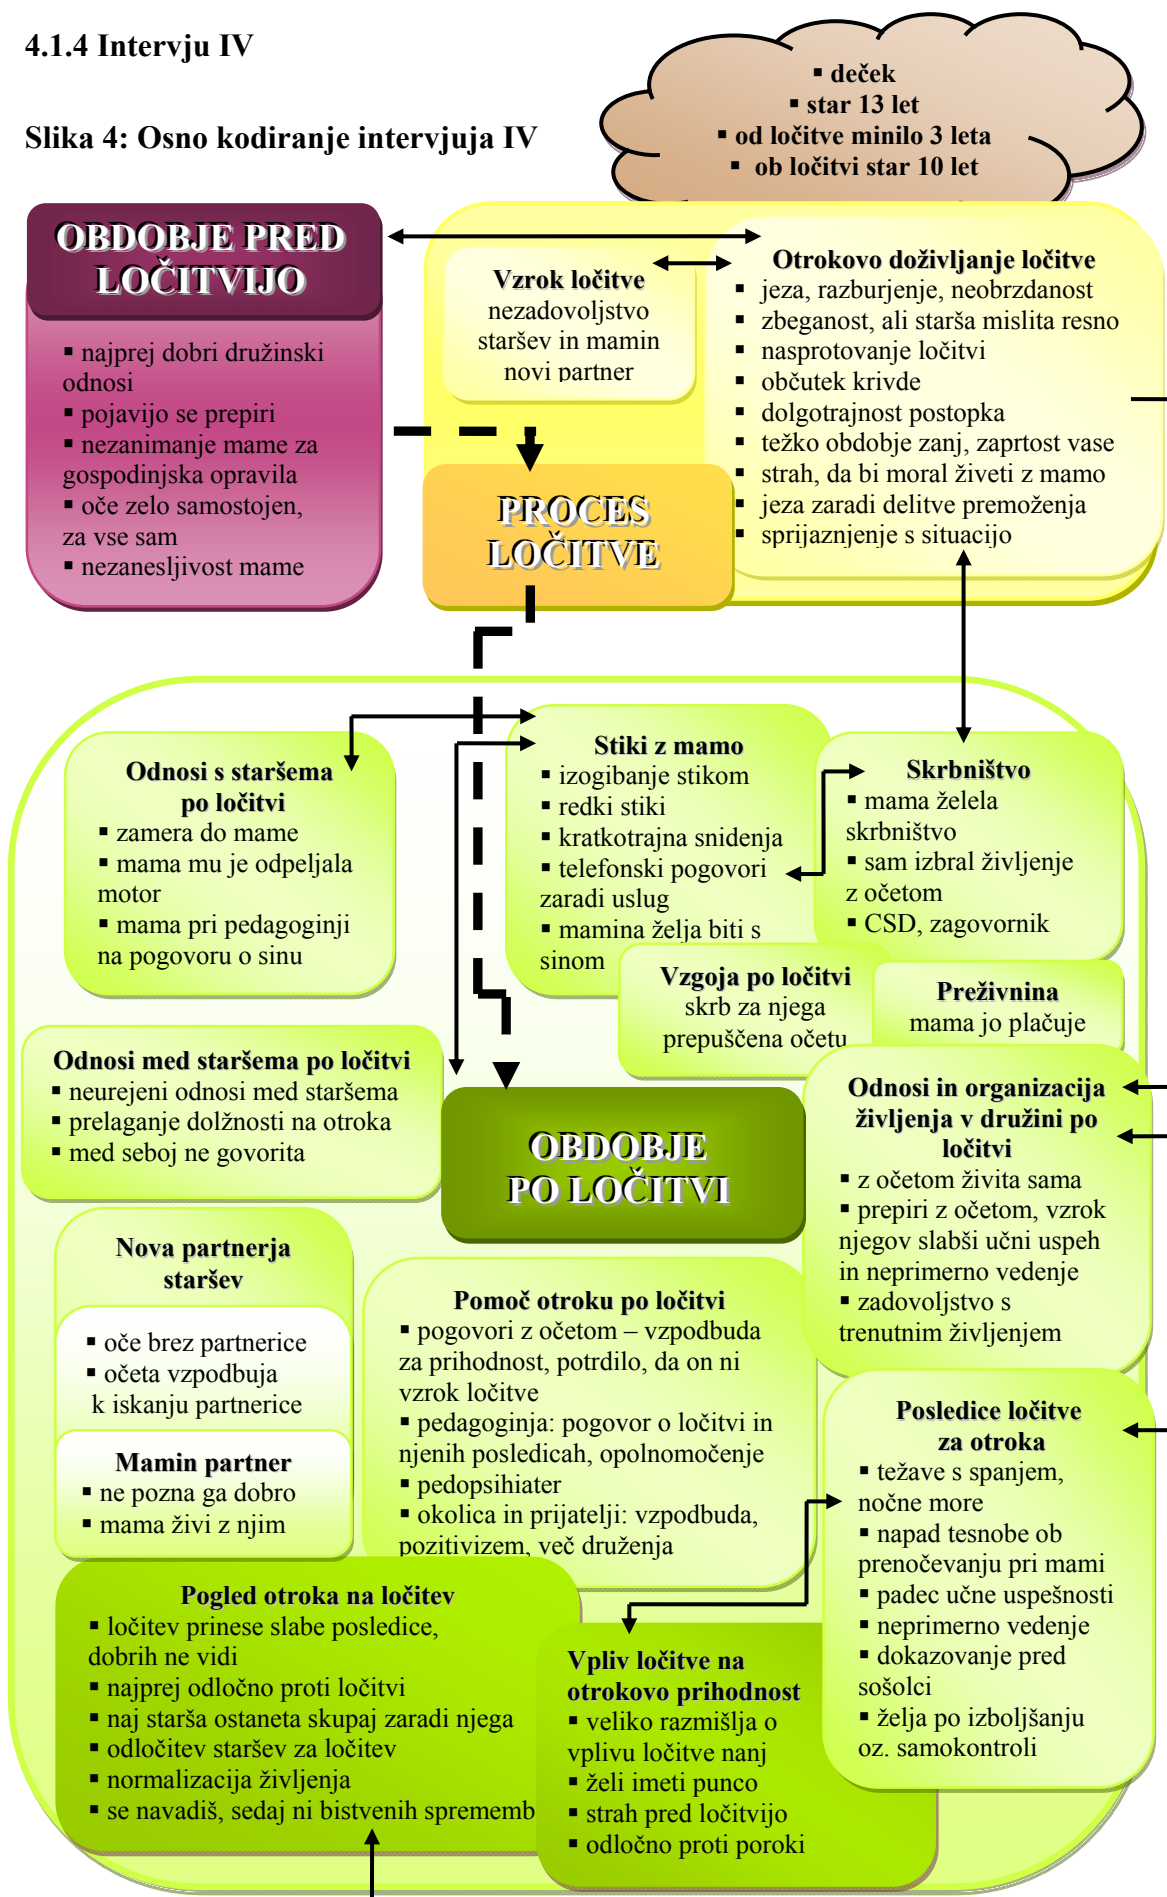 4.1.4 Intervju IV
Slika 4: Osno kodiranje intervjuja IV
▪ deček
▪ star 13 let
▪ od ločitve minilo 3 leta
▪ ob ločitvi star 10 let
OBDOBJE PRED
LOČITVIJO
▪ najprej dobri družinski
odnosi
▪ pojavijo se prepiri
▪ nezanimanje mame za
gospodinjska opravila
▪ oče zelo samostojen,
za vse sam
▪ nezanesljivost mame
Vzrok ločitve
nezadovoljstvo
staršev in mamin
novi partner
Otrokovo doživljanje ločitve
▪ jeza, razburjenje, neobrzdanost
▪ zbeganost, ali starša mislita resno
▪ nasprotovanje ločitvi
▪ občutek krivde
▪ dolgotrajnost postopka
▪ težko obdobje zanj, zaprtost vase
▪ strah, da bi moral živeti z mamo
▪ jeza zaradi delitve premoženja
▪ sprijaznjenje s situacijo
PROCES
LOČITVE
Odnosi s staršema
po ločitvi
▪ zamera do mame
▪ mama mu je odpeljala
motor
▪ mama pri pedagoginji
na pogovoru o sinu
Stiki z mamo
▪ izogibanje stikom
▪ redki stiki
▪ kratkotrajna snidenja
▪ telefonski pogovori
zaradi uslug
▪ mamina želja biti s
sinom
Skrbništvo
▪ mama želela
skrbništvo
▪ sam izbral življenje
z očetom
▪ CSD, zagovornik
Vzgoja po ločitvi
skrb za njega
prepuščena očetu
Preživnina
mama jo plačuje
Odnosi med staršema po ločitvi
▪ neurejeni odnosi med staršema
▪ prelaganje dolžnosti na otroka
▪ med seboj ne govorita
OBDOBJE
PO LOČITVI
Odnosi in organizacija
življenja v družini po
ločitvi
▪ z očetom živita sama
▪ prepiri z očetom, vzrok
njegov slabši učni uspeh
in neprimerno vedenje
▪ zadovoljstvo s
trenutnim življenjem
Nova partnerja
staršev
▪ oče brez partnerice
▪ očeta vzpodbuja
k iskanju partnerice
Mamin partner
▪ ne pozna ga dobro
▪ mama živi z njim
Pomoč otroku po ločitvi
▪ pogovori z očetom – vzpodbuda
za prihodnost, potrdilo, da on ni
vzrok ločitve
▪ pedagoginja: pogovor o ločitvi in
njenih posledicah, opolnomočenje
▪ pedopsihiater
▪ okolica in prijatelji: vzpodbuda,
pozitivizem, več druženja
Posledice ločitve
za otroka
▪ težave s spanjem,
nočne more
▪ napad tesnobe ob
prenočevanju pri mami
▪ padec učne uspešnosti
▪ neprimerno vedenje
▪ dokazovanje pred
sošolci
▪ želja po izboljšanju
oz. samokontroli
Pogled otroka na ločitev
▪ ločitev prinese slabe posledice,
dobrih ne vidi
▪ najprej odločno proti ločitvi
▪ naj starša ostaneta skupaj zaradi njega
▪ odločitev staršev za ločitev
▪ normalizacija življenja
▪ se navadiš, sedaj ni bistvenih sprememb
Vpliv ločitve na
otrokovo prihodnost
▪ veliko razmišlja o
vplivu ločitve nanj
▪ želi imeti punco
▪ strah pred ločitvijo
▪ odločno proti poroki